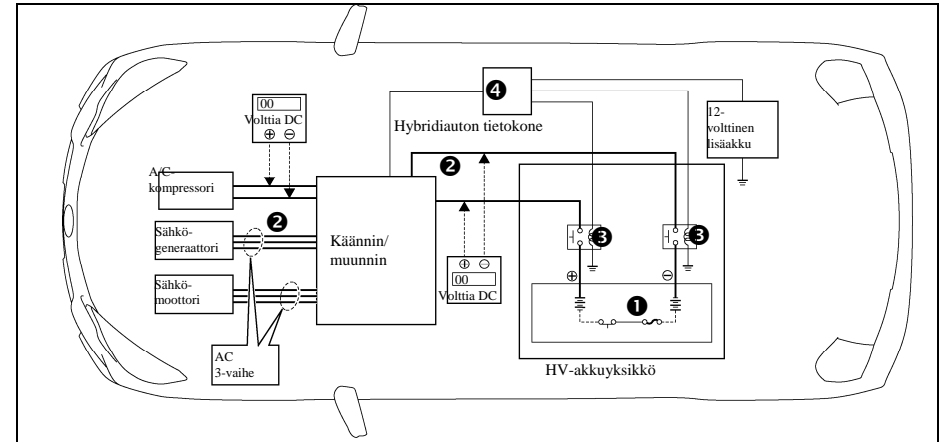 ❹
Hybridiauton tietokone
12-
volttinen
lisäakku
00
Volttia DC
⊕ ⊖
A/C-
kompressori
❷
❷
Sähkö-
generaattori
Käännin/
muunnin
❸
❸
⊕ ⊖
00
Volttia DC
⊕
⊖
Sähkö-
moottori
❶
AC
3-vaihe
HV-akkuyksikkö